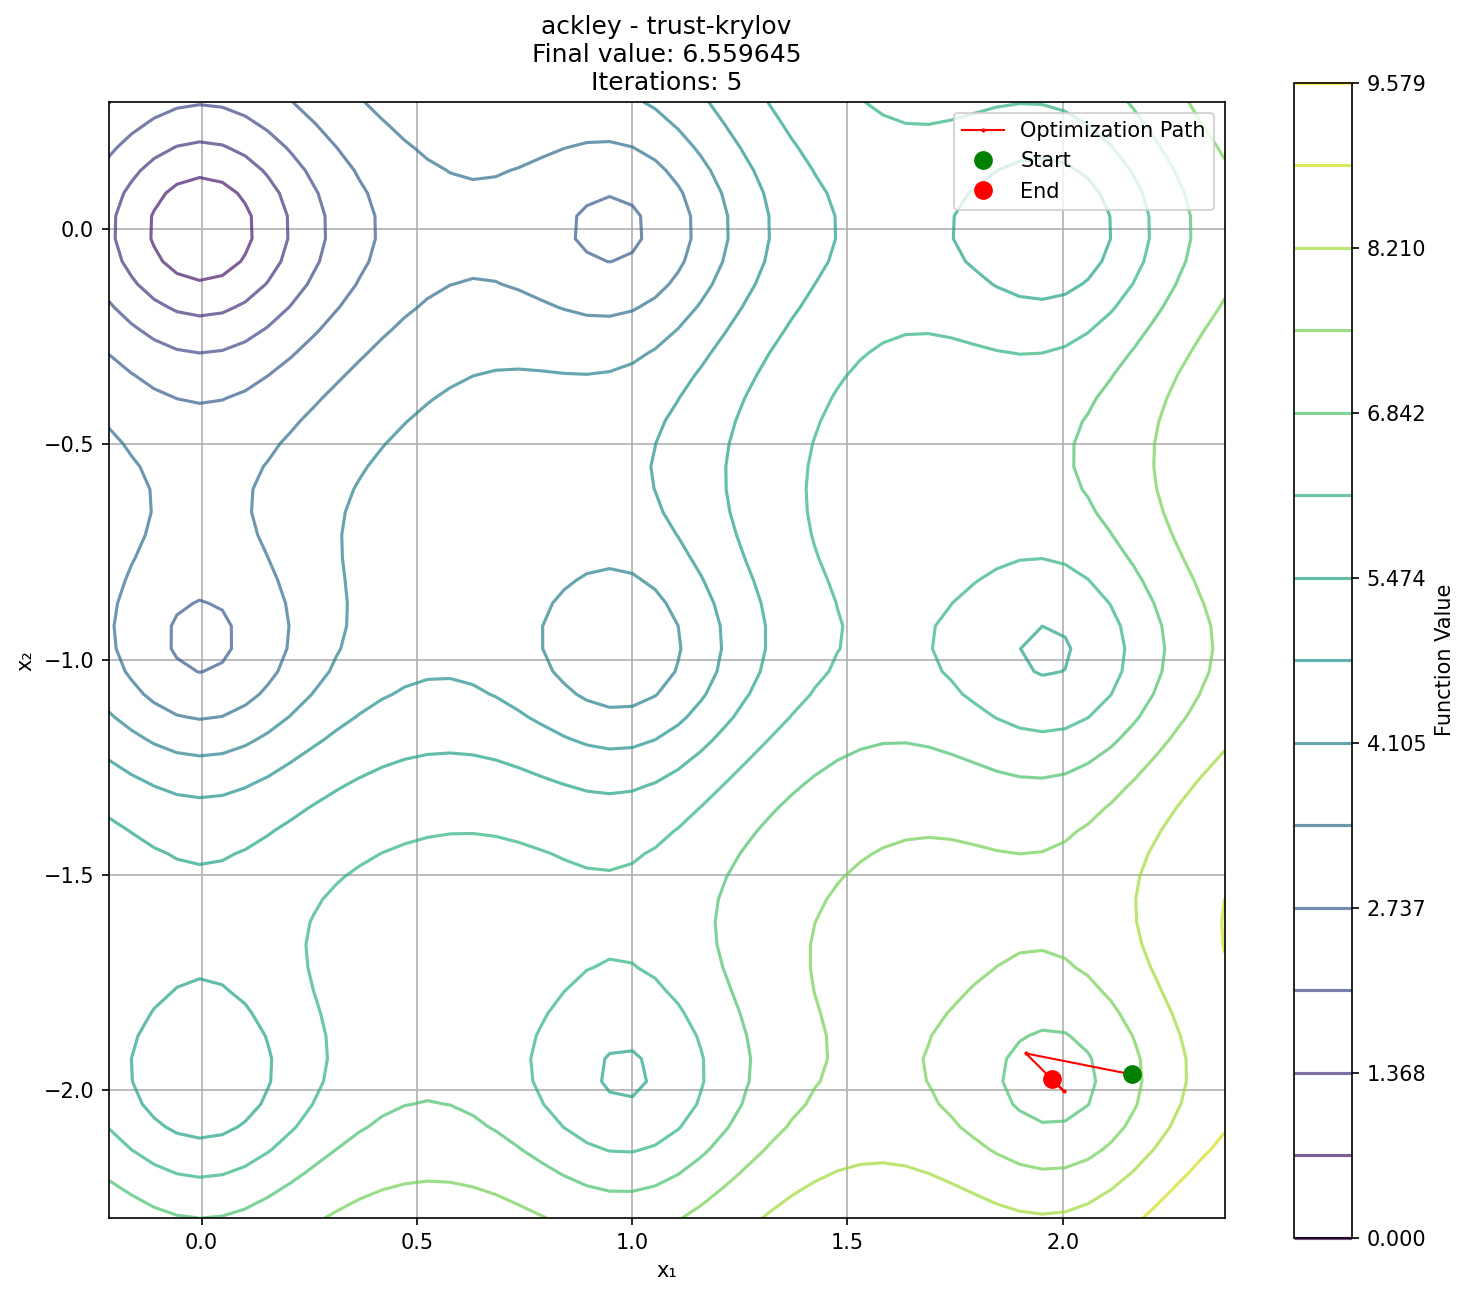 ackley - trust-krylov
Final value: 6.559645
Iterations: 5
Optimization Path
Start
End
0.0
−0.5
−1.0
−1.5
−2.0
x₂
0.0
0.5
1.0
1.5
2.0
x₁
9.579
8.210
6.842
5.474
4.105
2.737
1.368
0.000
Function Value